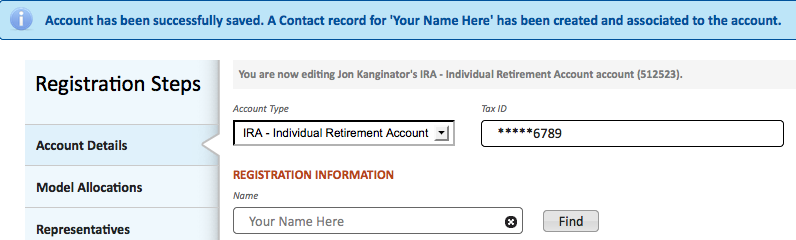 Account has been successfully saved. A Contact record for 'Your Name Here' has been created and associated to the account.
Registration Steps
Account Details
Model Allocations
Representatives
You are now editing Jon Kanginator's IRA - Individual Retirement Account account (512523).
Account Type
Tax ID
IRA - Individual Retirement Account
*****6789
REGISTRATION INFORMATION
Name
Your Name Here
Find